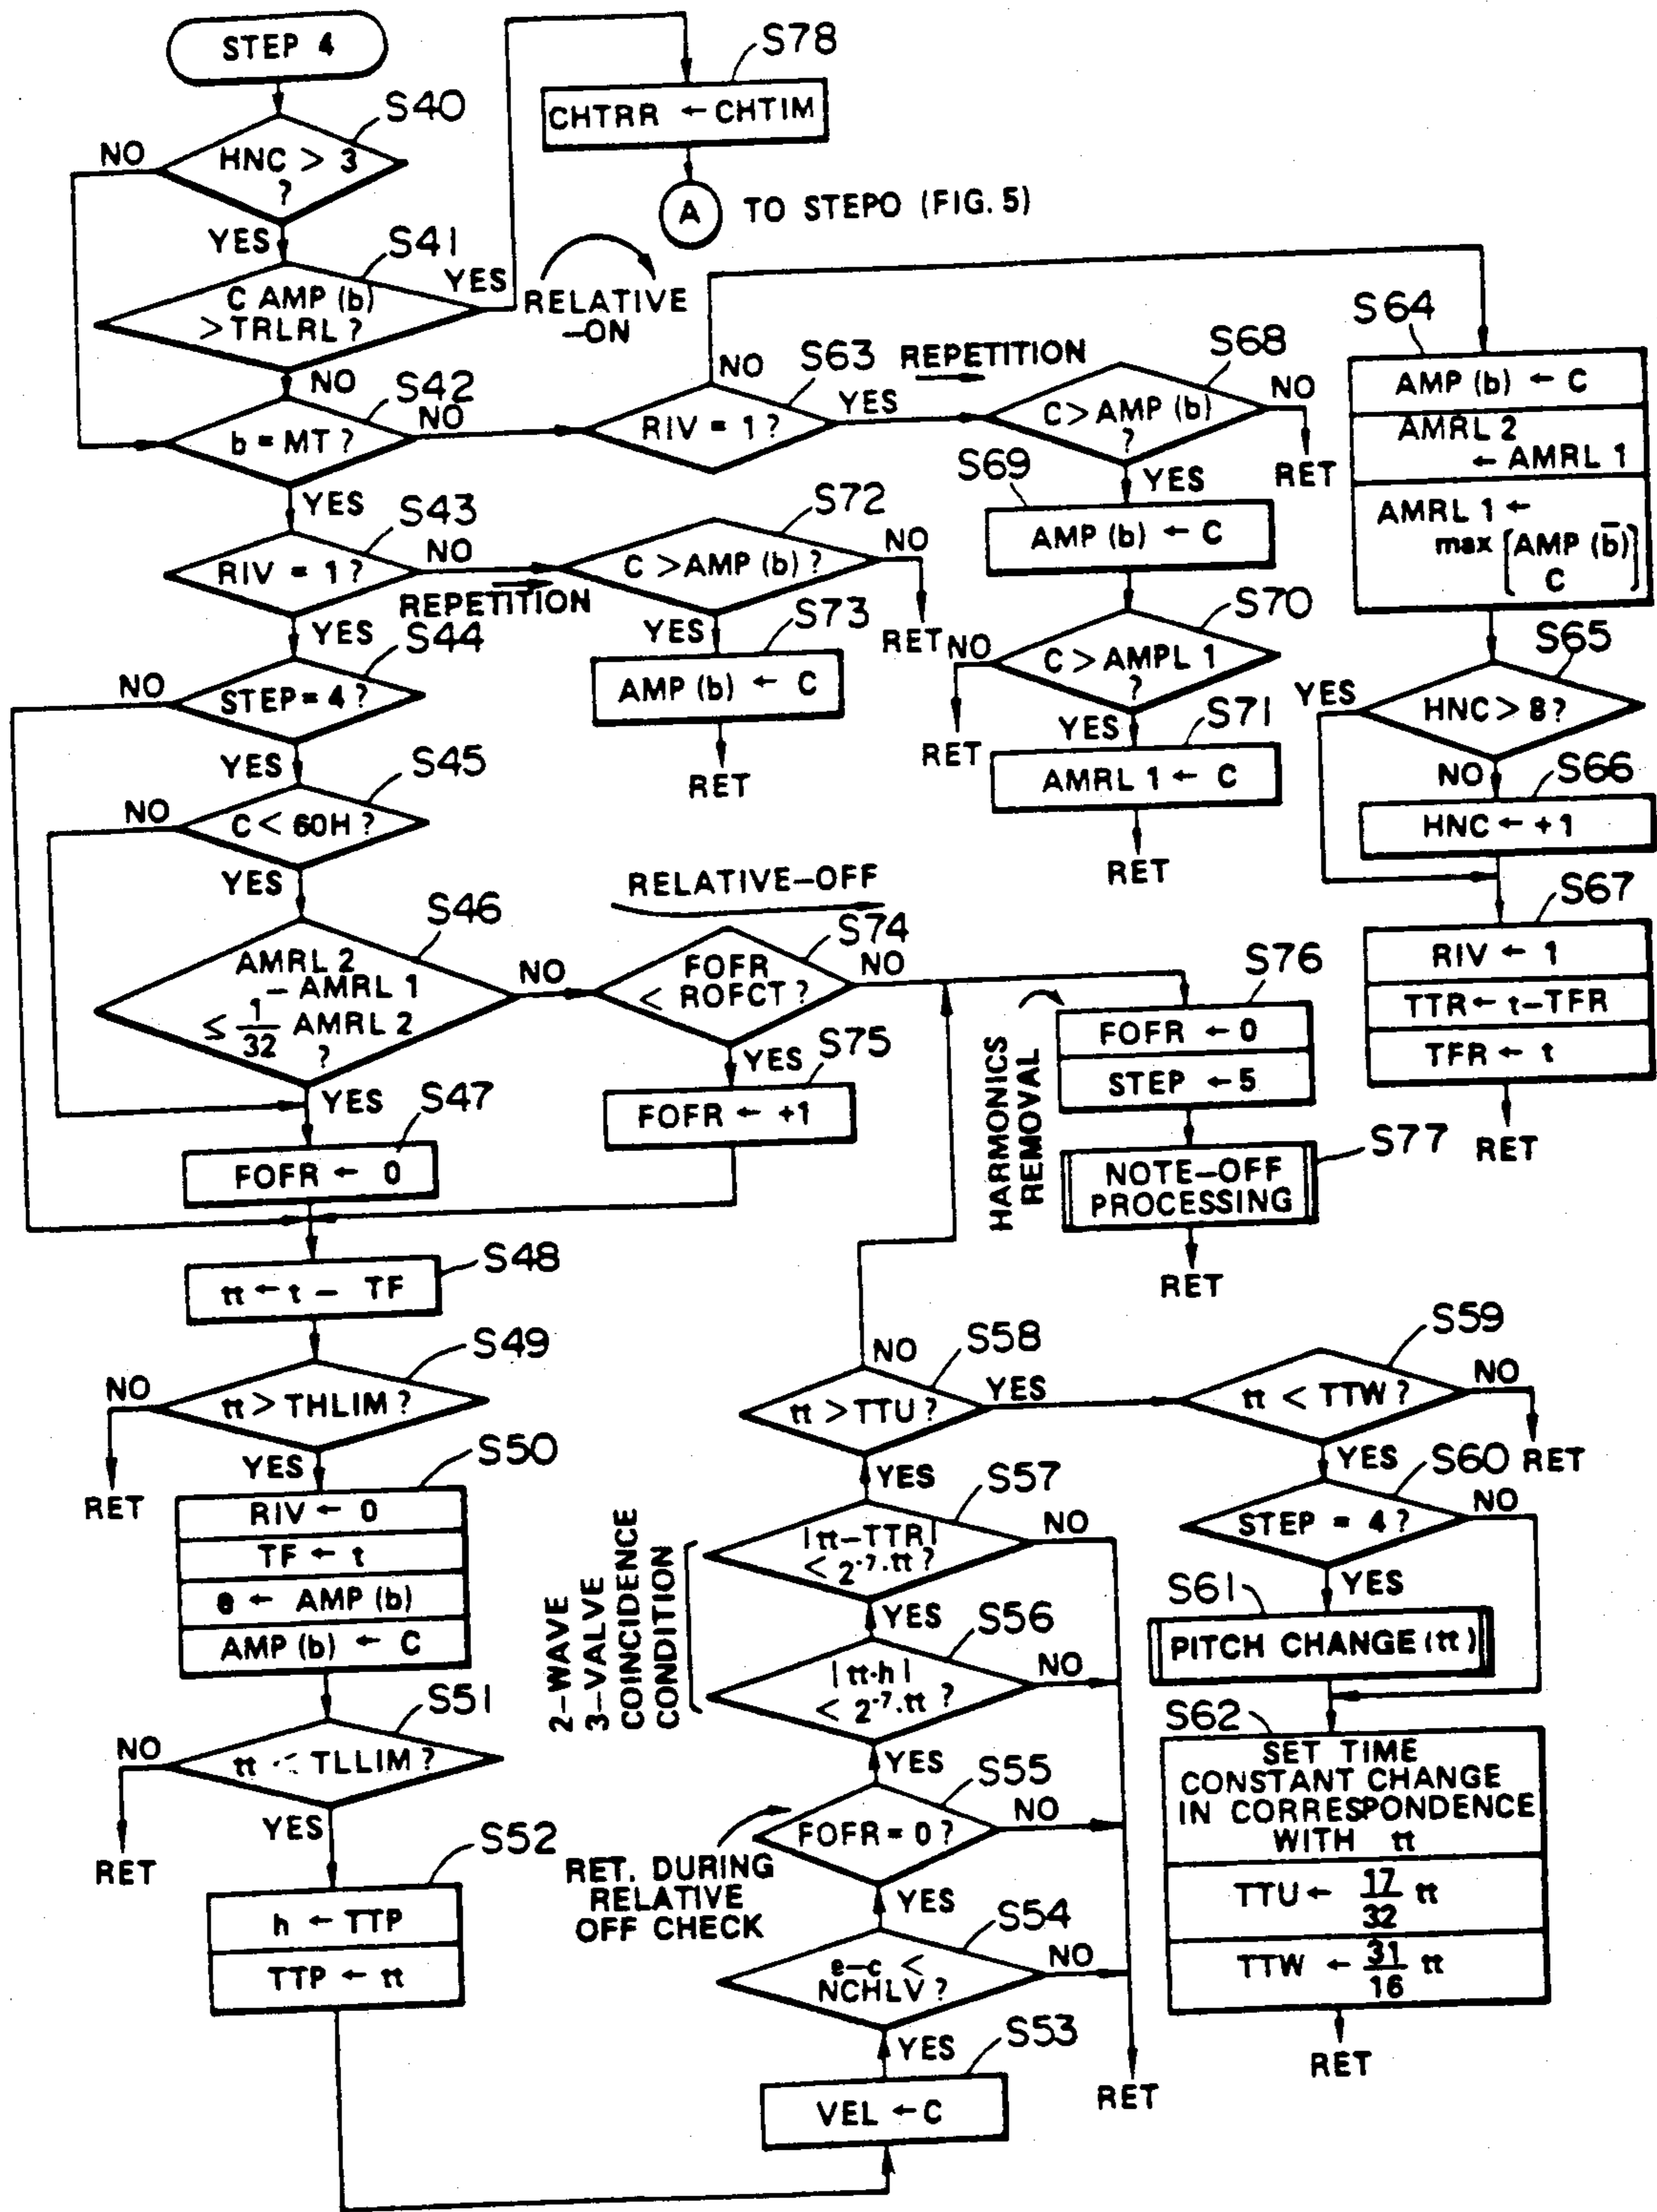 STEP 4
S40
HNC > 3
?
NO
YES
S41
C AMP (b)
> TRLRL ?
YES
NO
S78
CHTRR ← CHTIM
A
TO STEP0 (FIG. 5)
RELATIVE
-ON
S42
b = MT ?
NO
YES
S63
RIV = 1 ?
NO
YES
REPETITION
S68
C > AMP (b)
?
NO
RET
YES
S69
AMP (b) ← C
S70
C > AMPL 1
?
NO
RET
YES
S71
AMRL 1 ← C
RET
S64
AMP (b) ← C
AMRL 2
← AMRL 1
AMRL 1 ←
max [AMP (b̄)
C]
S65
HNC > 8 ?
YES
NO
S66
HNC ← +1
S67
RIV ← 1
TTR ← t-TFR
TFR ← t
RET
S43
RIV = 1 ?
NO
REPETITION
YES
S72
C > AMP (b) ?
NO
RET
YES
S73
AMP (b) ← C
RET
S44
STEP = 4 ?
NO
YES
S45
C < 60H ?
NO
YES
S46
AMRL 2
- AMRL 1
≤ 1/32 AMRL 2
?
NO
YES
RELATIVE-OFF
S74
FOFR
< ROFCT ?
NO
YES
S75
FOFR ← +1
S47
FOFR ← 0
HARMONICS
REMOVAL
S76
FOFR ← 0
STEP ← 5
S77
NOTE-OFF
PROCESSING
RET
S48
tt ← t - TF
S49
tt > THLIM ?
NO
RET
YES
S50
RIV ← 0
TF ← t
e ← AMP (b)
AMP (b) ← C
S51
tt < TLLIM ?
NO
RET
YES
S52
h ← TTP
TTP ← tt
S53
VEL ← C
YES
S54
e-c <
NCHLV ?
NO
YES
S55
FOFR = 0 ?
NO
RET. DURING
RELATIVE
OFF CHECK
YES
S56
|tt·h|
< 2⁻⁷·tt ?
NO
YES
S57
|tt-TTR|
< 2⁻⁷·tt ?
NO
RET
2-WAVE
3-VALVE
COINCIDENCE
CONDITION
YES
S58
tt > TTU ?
NO
YES
S59
tt < TTW ?
NO
RET
YES
S60
STEP = 4 ?
NO
YES
S61
PITCH CHANGE (tt)
S62
SET TIME
CONSTANT CHANGE
IN CORRESPONDENCE
WITH tt
TTU ← 17/32 tt
TTW ← 31/16 tt
RET